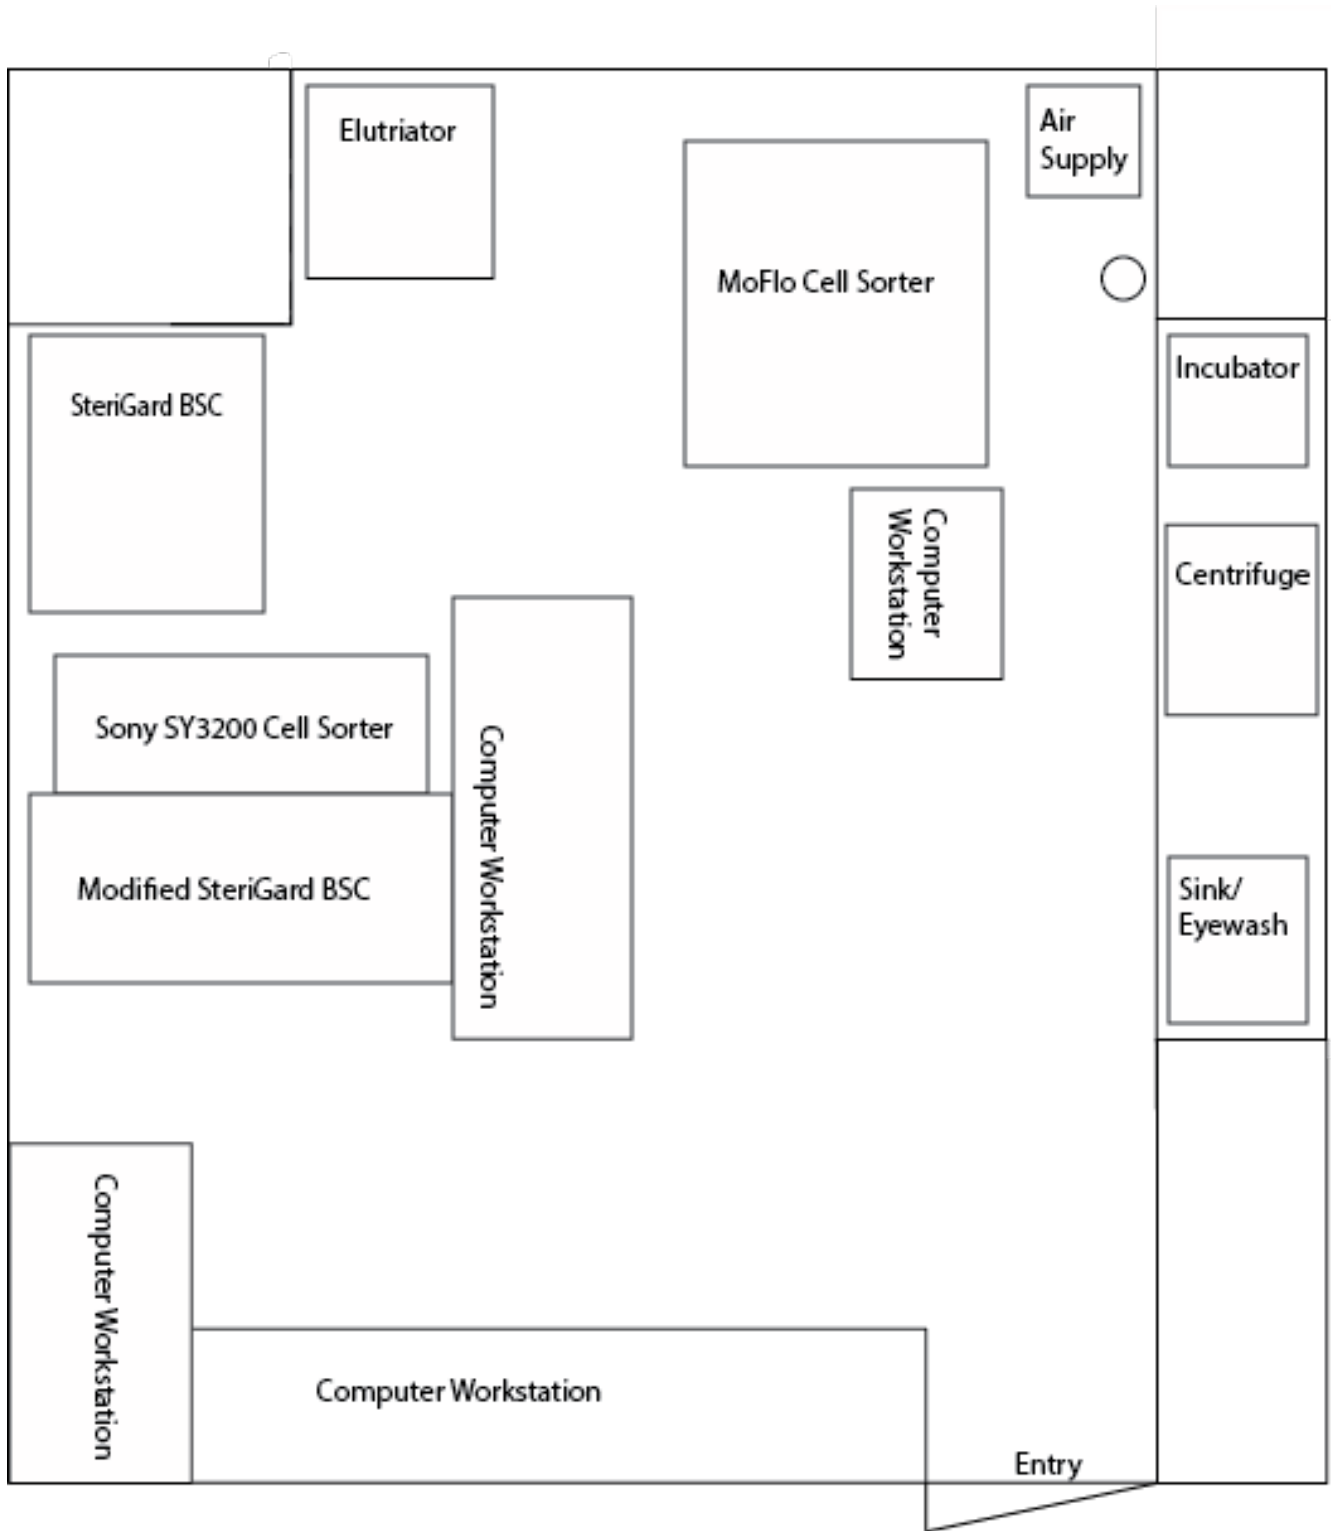 Elutriator
Air
Supply
MoFlo Cell Sorter
Incubator
SteriGard BSC
Computer
Workstation
Centrifuge
Sony SY3200 Cell Sorter
Computer Workstation
Modified SteriGard BSC
Sink/
Eyewash
Computer Workstation
Computer Workstation
Entry